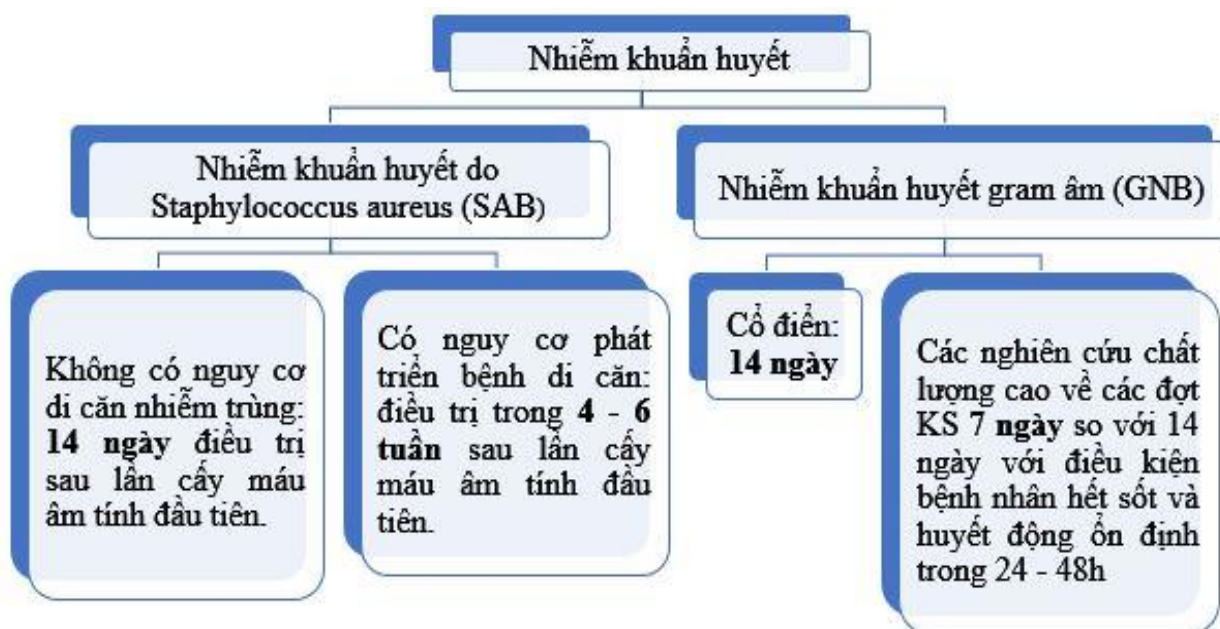 Nhiễm khuẩn huyết
Nhiễm khuẩn huyết do
Staphylococcus aureus (SAB)
Nhiễm khuẩn huyết gram âm (GNB)
Không có nguy cơ
di căn nhiễm trùng:
14 ngày điều trị
sau lần cấy máu
âm tính đầu tiên.
Có nguy cơ phát
triển bệnh di căn:
điều trị trong 4 - 6
tuần sau lần cấy
máu âm tính đầu
tiên.
Cổ điển:
14 ngày
Các nghiên cứu chất
lượng cao về các đợt
KS 7 ngày so với 14
ngày với điều kiện
bệnh nhân hết sốt và
huyết động ổn định
trong 24 - 48h